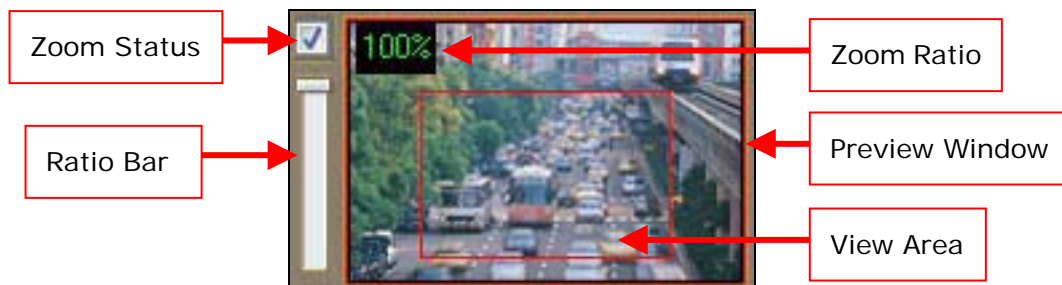 Zoom Status
100%
Zoom Ratio
Ratio Bar
Preview Window
View Area